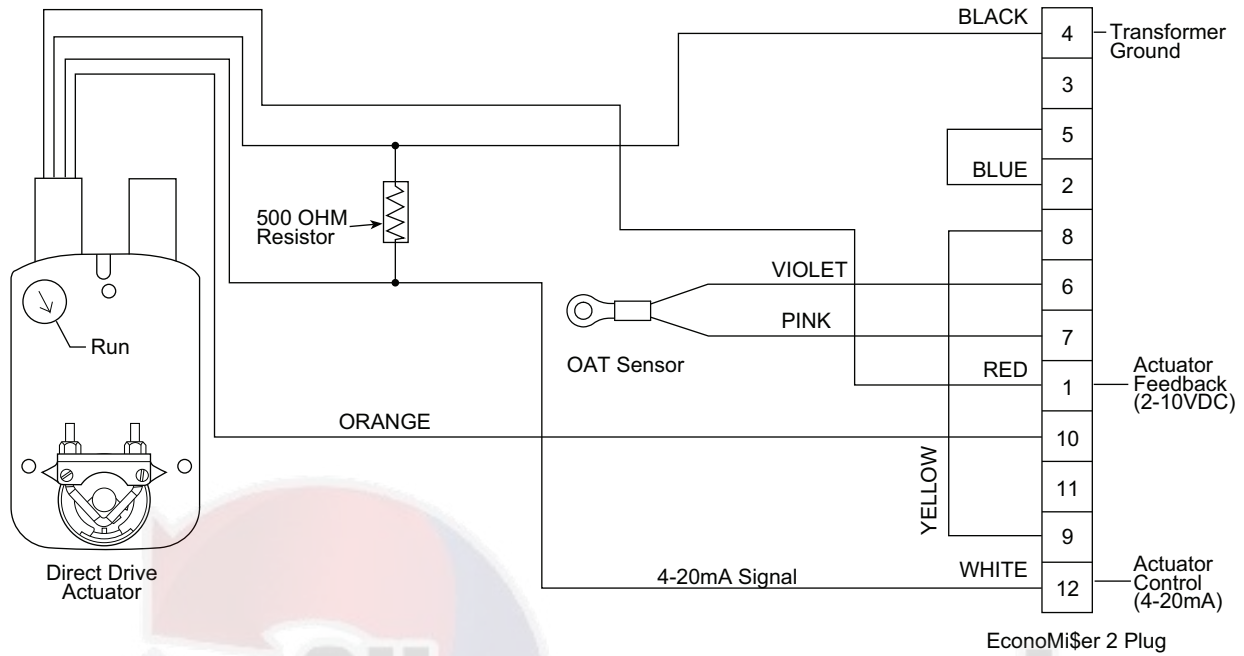 BLACK
4
Transformer
Ground
3
5
BLUE
2
500 OHM
Resistor
8
VIOLET
6
PINK
7
Run
OAT Sensor
RED
1
Actuator
Feedback
(2-10VDC)
ORANGE
10
YELLOW
11
9
Direct Drive
Actuator
4-20mA Signal
WHITE
12
Actuator
Control
(4-20mA)
EconoMi$er 2 Plug